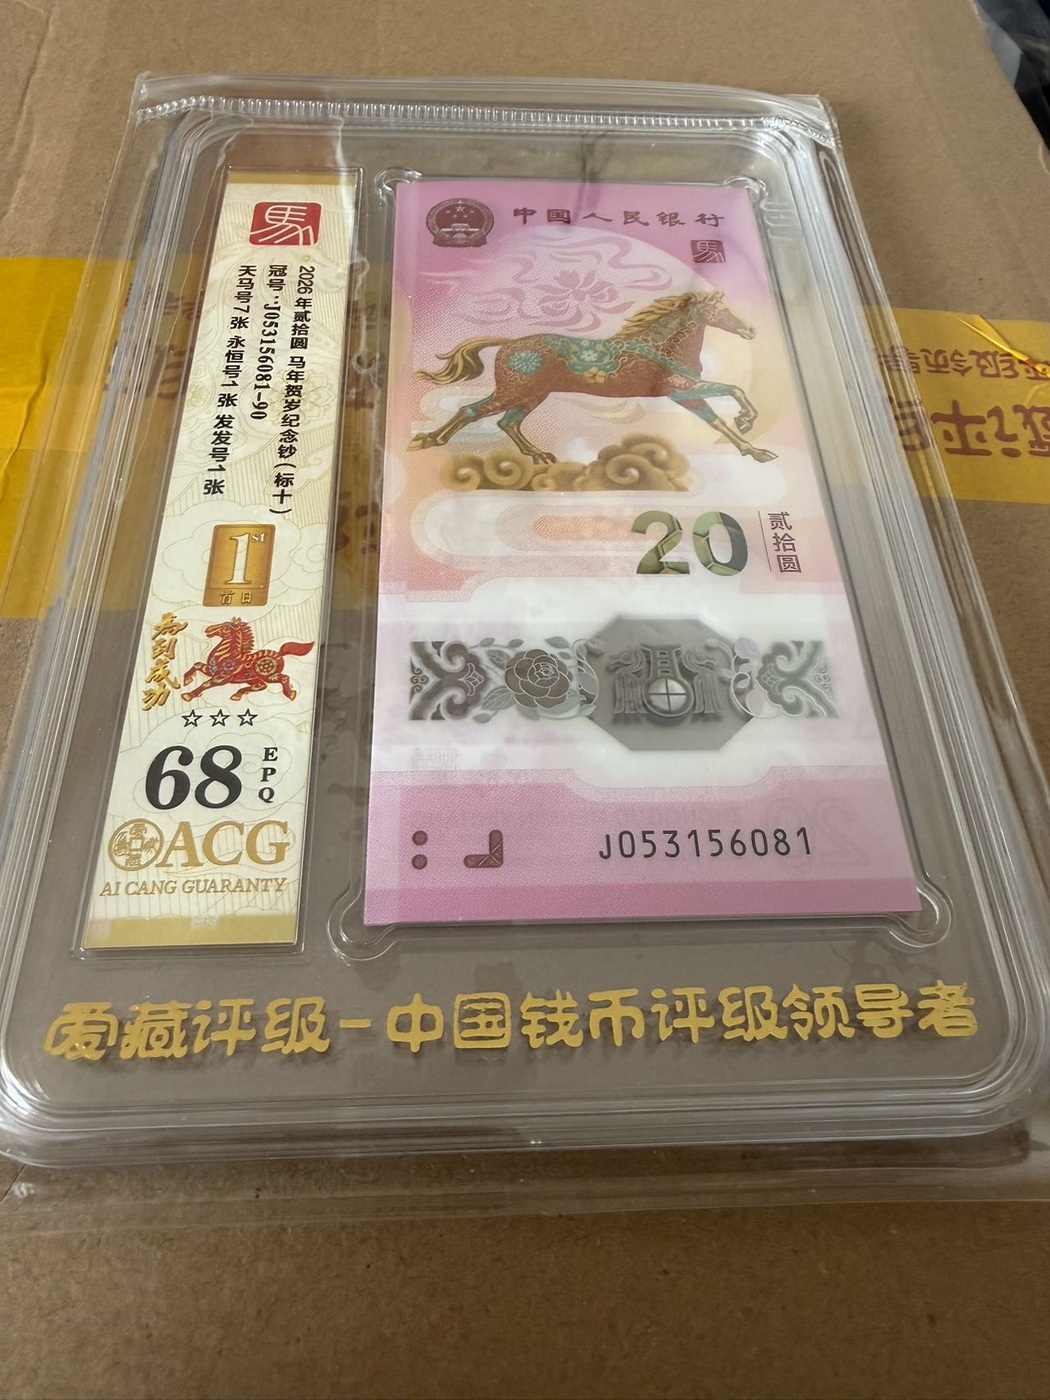 馬
2026年贰拾圆 马年贺岁纪念钞(标十)
冠号:J053156081-90
天马号7张 永恒号1张 发发号1张
1st
首日
马到成功
☆☆☆
68
EPQ
ACG
AI CANG GUARANTY
中国人民银行
馬
20
贰拾圆
J053156081
爱藏评级-中国钱币评级领导者